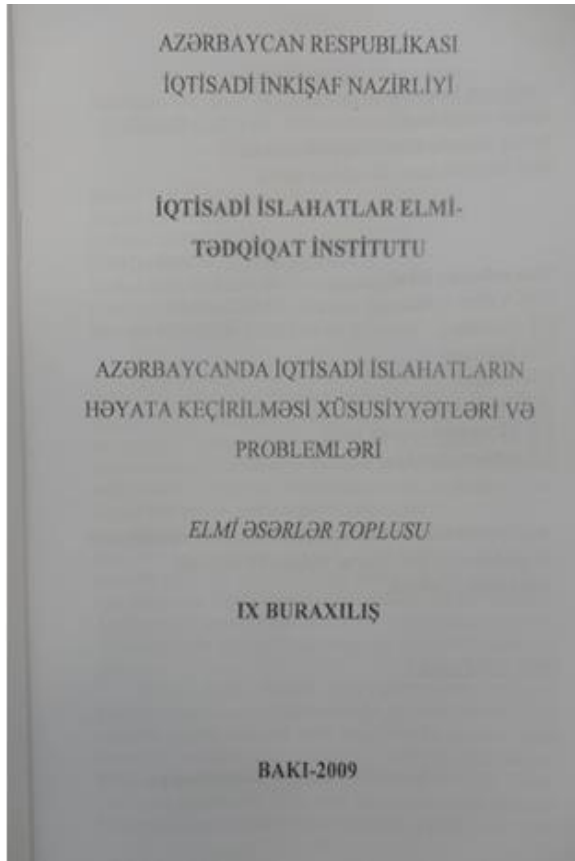 AZƏRBAYCAN RESPUBLİKASI
İQTİSADİ İNKİŞAF NAZİRLİYİ
İQTİSADİ İSLAHATLAR ELMİ-
TƏDQİQAT İNSTİTUTU
AZƏRBAYCANDA İQTİSADİ İSLAHATLARIN
HƏYATA KEÇİRİLMƏSİ XÜSUSİYYƏTLƏRİ VƏ
PROBLEMLƏRİ
ELMİ ƏSƏRLƏR TOPLUSU
IX BURAXILIŞ
BAKI-2009